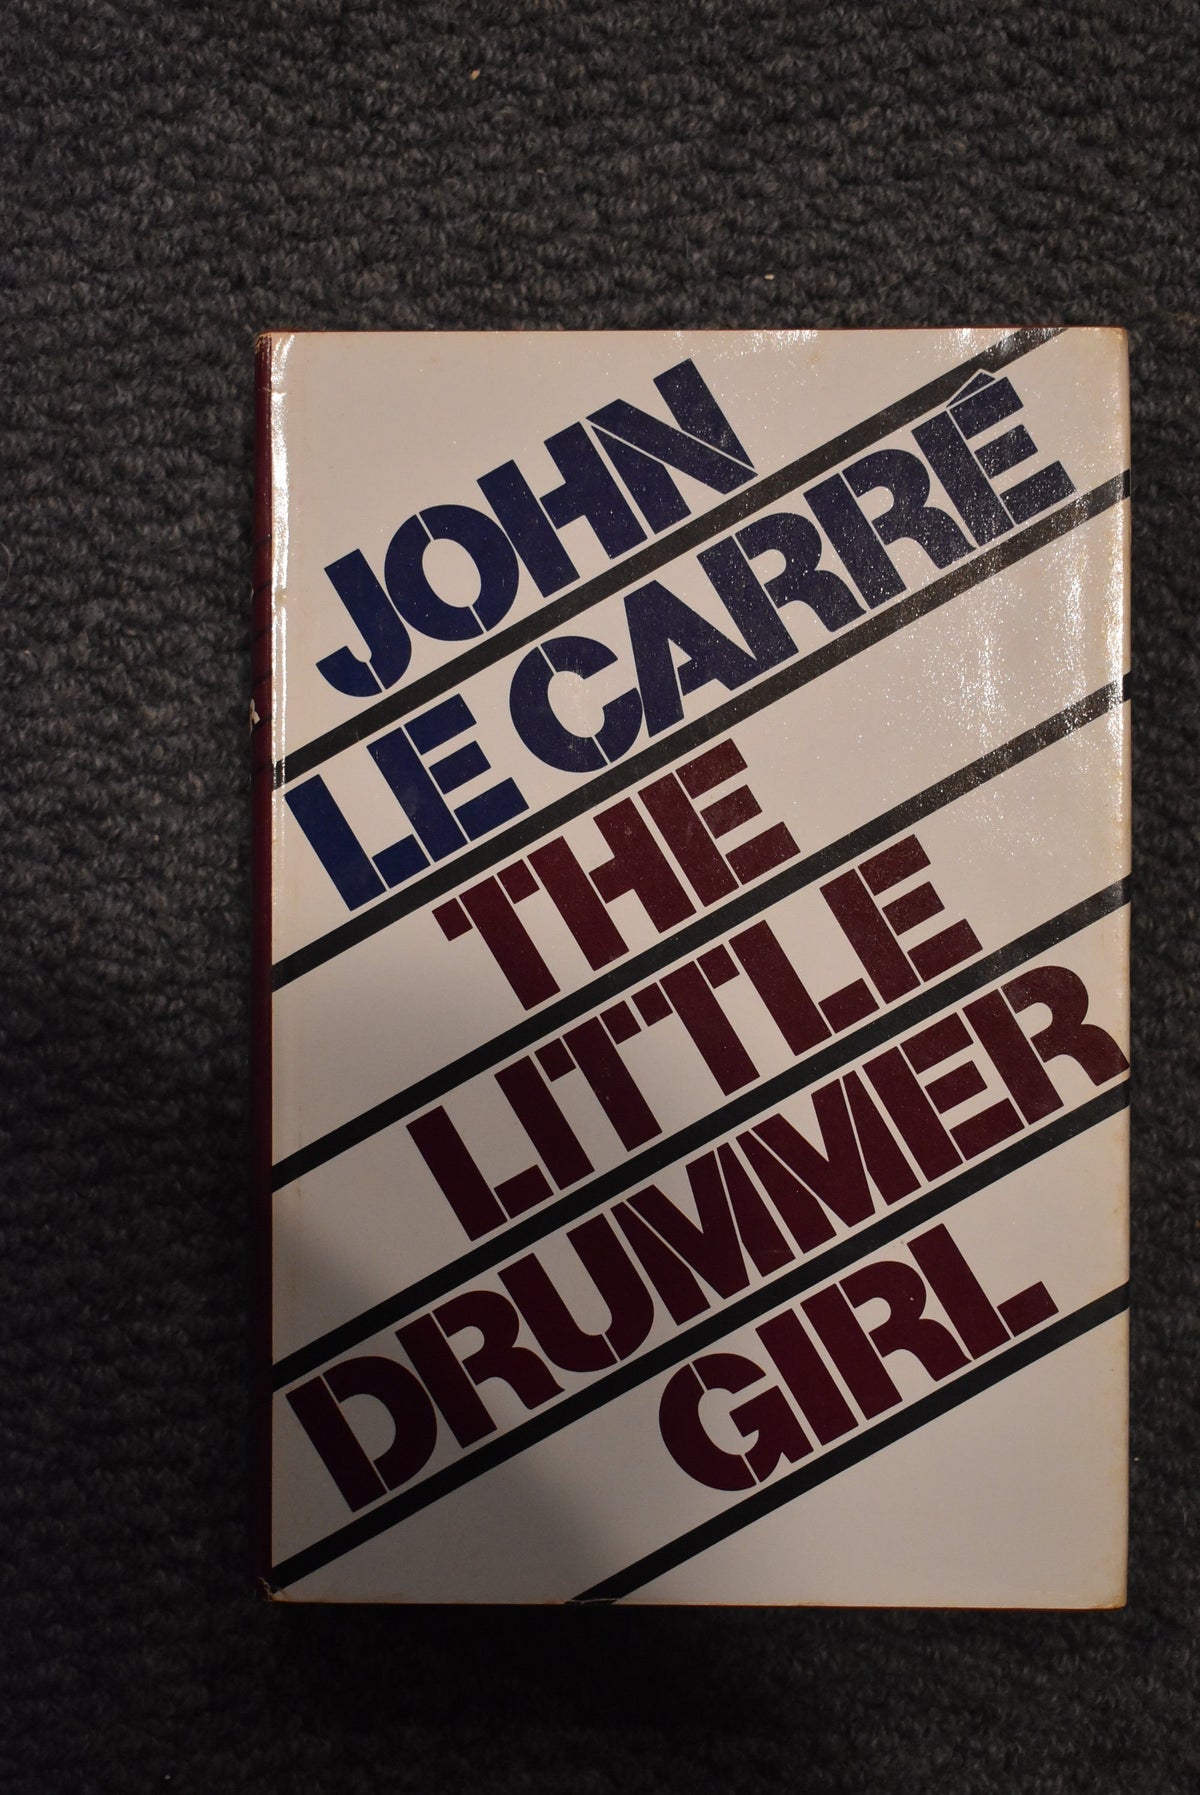 JOHN
LE CARRÉ
THE
LITTLE
DRUMMER
GIRL